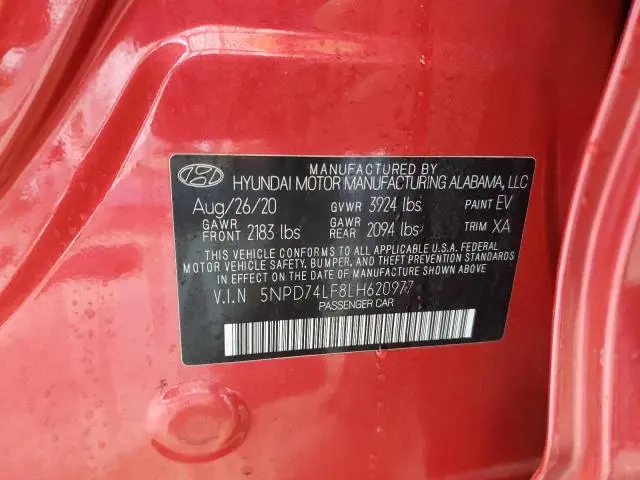 MANUFACTURED BY
HYUNDAI MOTOR MANUFACTURING ALABAMA, LLC
Aug/26/20 GVWR 3924 lbs PAINT EV
GAWR FRONT 2183 lbs GAWR REAR 2094 lbs TRIM XA
THIS VEHICLE CONFORMS TO ALL APPLICABLE U.S.A. FEDERAL
MOTOR VEHICLE SAFETY, BUMPER, AND THEFT PREVENTION
STANDARDS IN EFFECT ON THE DATE OF MANUFACTURE SHOWN ABOVE.
V.I.N 5NPD74LF8LH620977
PASSENGER CAR